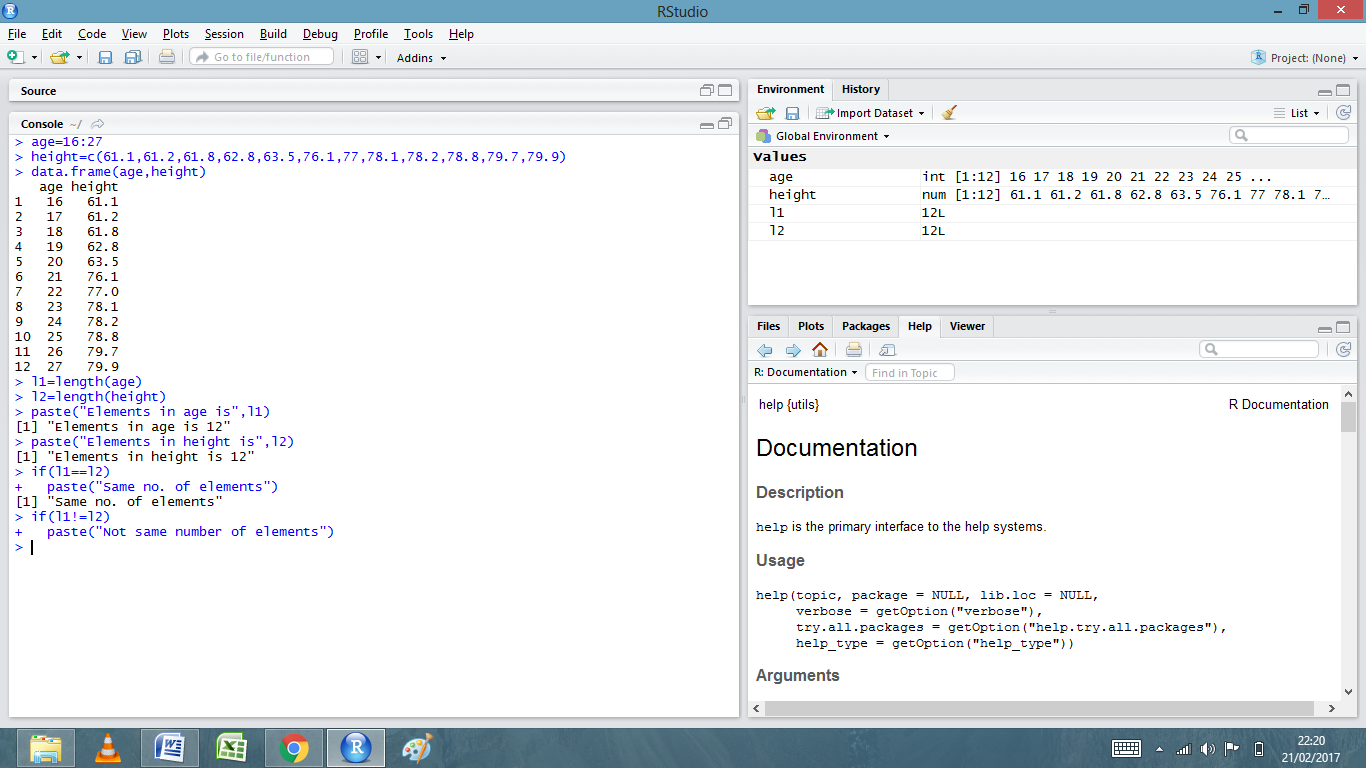 RStudio
File Edit Code View Plots Session Build Debug Profile Tools Help
Go to file/function Addins Project: (None)
Source
Console ~/
> age=16:27
> height=c(61.1,61.2,61.8,62.8,63.5,76.1,77,78.1,78.2,78.8,79.7,79.9)
> data.frame(age,height)
   age height
1   16   61.1
2   17   61.2
3   18   61.8
4   19   62.8
5   20   63.5
6   21   76.1
7   22   77.0
8   23   78.1
9   24   78.2
10  25   78.8
11  26   79.7
12  27   79.9
> l1=length(age)
> l2=length(height)
> paste("Elements in age is",l1)
[1] "Elements in age is 12"
> paste("Elements in height is",l2)
[1] "Elements in height is 12"
> if(l1==l2)
+   paste("Same no. of elements")
[1] "Same no. of elements"
> if(l1!=l2)
+   paste("Not same number of elements")
>
Environment History
Import Dataset List
Global Environment
Values
age int [1:12] 16 17 18 19 20 21 22 23 24 25 ...
height num [1:12] 61.1 61.2 61.8 62.8 63.5 76.1 77 78.1 7…
l1 12L
l2 12L
Files Plots Packages Help Viewer
R: Documentation Find in Topic
help {utils} R Documentation
Documentation
Description
help is the primary interface to the help systems.
Usage
help(topic, package = NULL, lib.loc = NULL,
     verbose = getOption("verbose"),
     try.all.packages = getOption("help.try.all.packages"),
     help_type = getOption("help_type"))
Arguments
22:20
21/02/2017